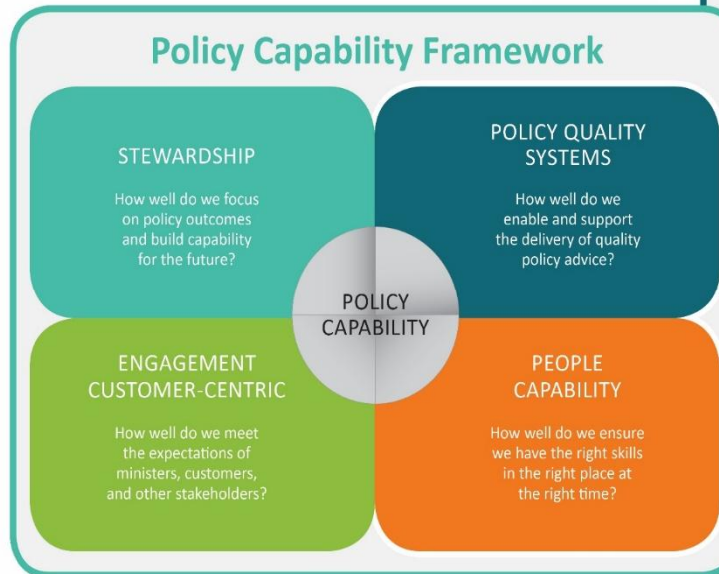 Policy Capability Framework
STEWARDSHIP
How well do we focus
on policy outcomes
and build capability
for the future?
POLICY QUALITY
SYSTEMS
How well do we
enable and support
the delivery of quality
policy advice?
POLICY
CAPABILITY
ENGAGEMENT
CUSTOMER-CENTRIC
How well do we meet
the expectations of
ministers, customers,
and other stakeholders?
PEOPLE
CAPABILITY
How well do we ensure
we have the right skills
in the right place at
the right time?